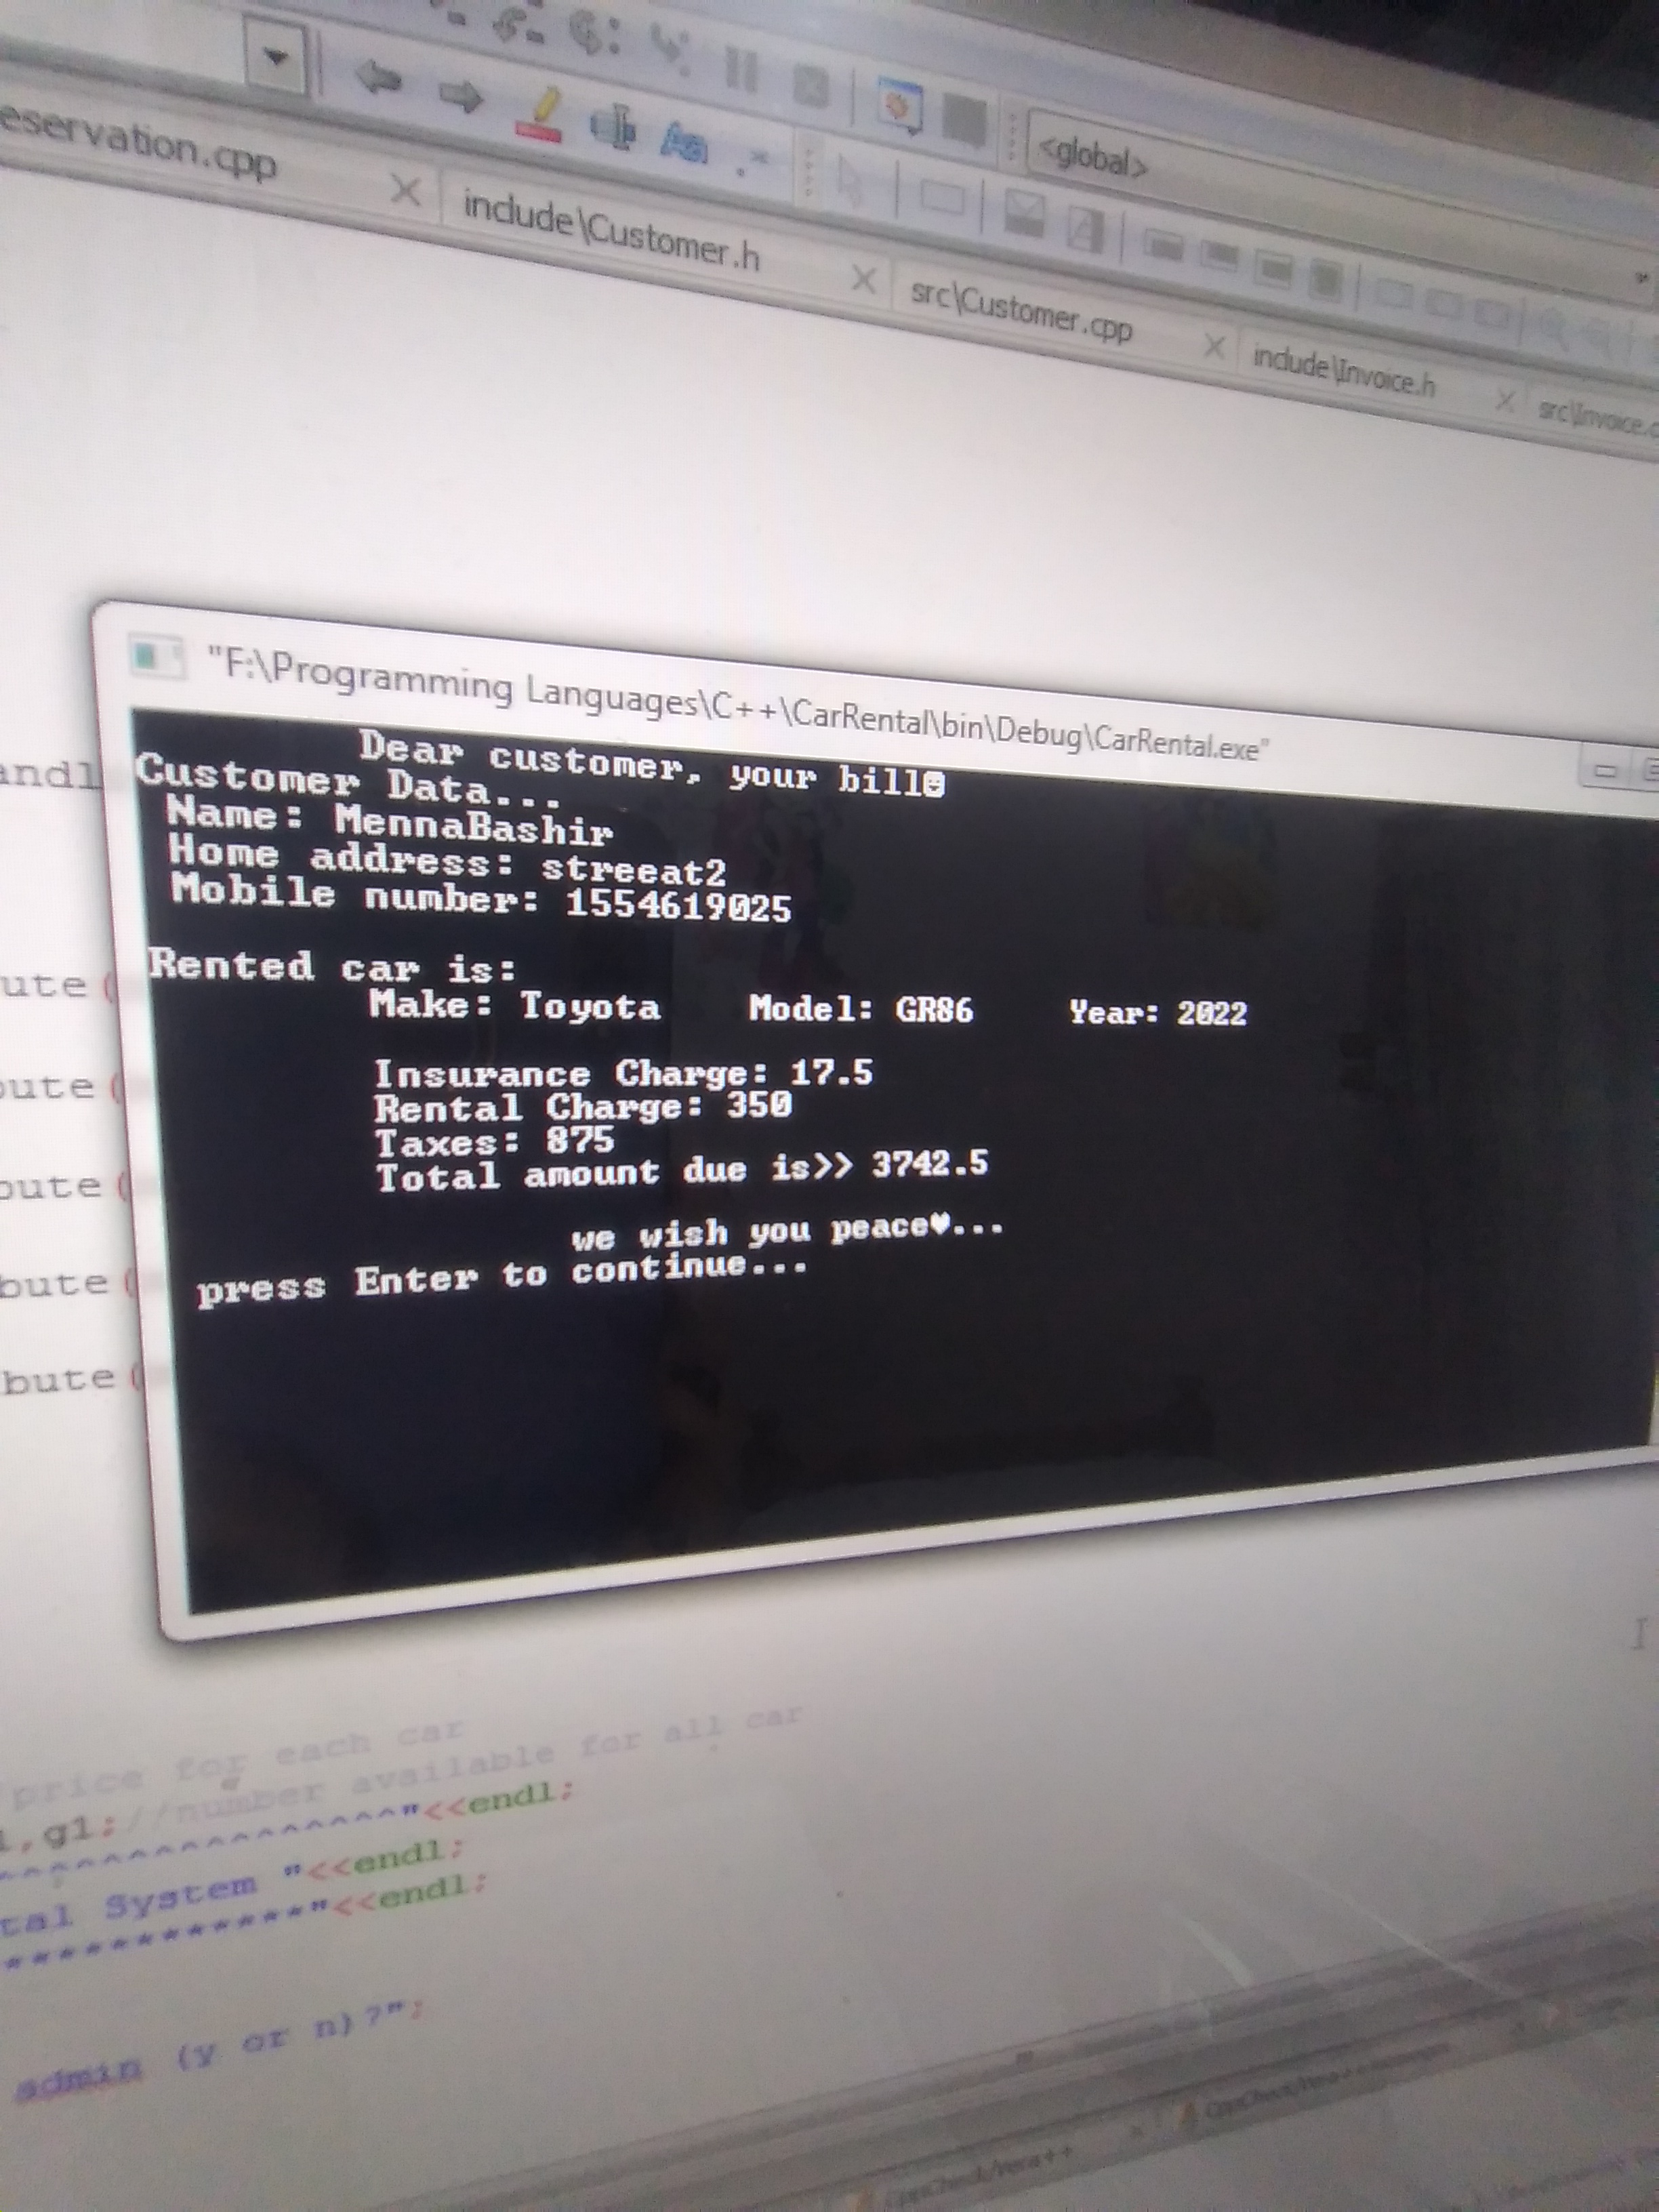 <global>
eservation.cpp
include\Customer.h
src\Customer.cpp
include\Invoice.h
src\Invoice.c
"F:\Programming Languages\C++\CarRental\bin\Debug\CarRental.exe"
Dear customer, your bill☻
Customer Data...
Name: MennaBashir
Home address: streeat2
Mobile number: 1554619025
Rented car is:
Make: Toyota Model: GR86 Year: 2022
Insurance Charge: 17.5
Rental Charge: 350
Taxes: 875
Total amount due is>> 3742.5
we wish you peace♥...
press Enter to continue...
andl
ute(
bute(
bute(
bute(
bute(
price for each car
1,g1;//number available for all car
^^^^^^^^^^^^^^^^"<<endl;
tal System "<<endl;
************"<<endl;
admin (y or n)?";
CppCheck/Vera++